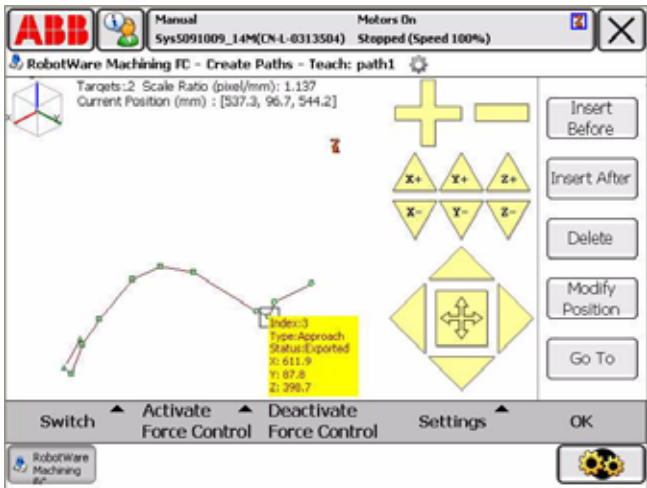 ABB
Manual
Motors On
Sys5091009_14M(CN-L-0313504)
Stopped (Speed 100%)
RobotWare Machining FC - Create Paths - Teach: path1
Targets:2 Scale Ratio (pixel/mm): 1.137
Current Position (mm) : [537.3, 96.7, 544.2]
X+
Y+
Z+
X-
Y-
Z-
Insert
Before
Insert After
Delete
Modify
Position
Go To
Index:3
Type:Approach
Status:Exported
X: 611.9
Y: 87.8
Z: 398.7
Switch
Activate
Force Control
Deactivate
Force Control
Settings
OK
RobotWare
Machining